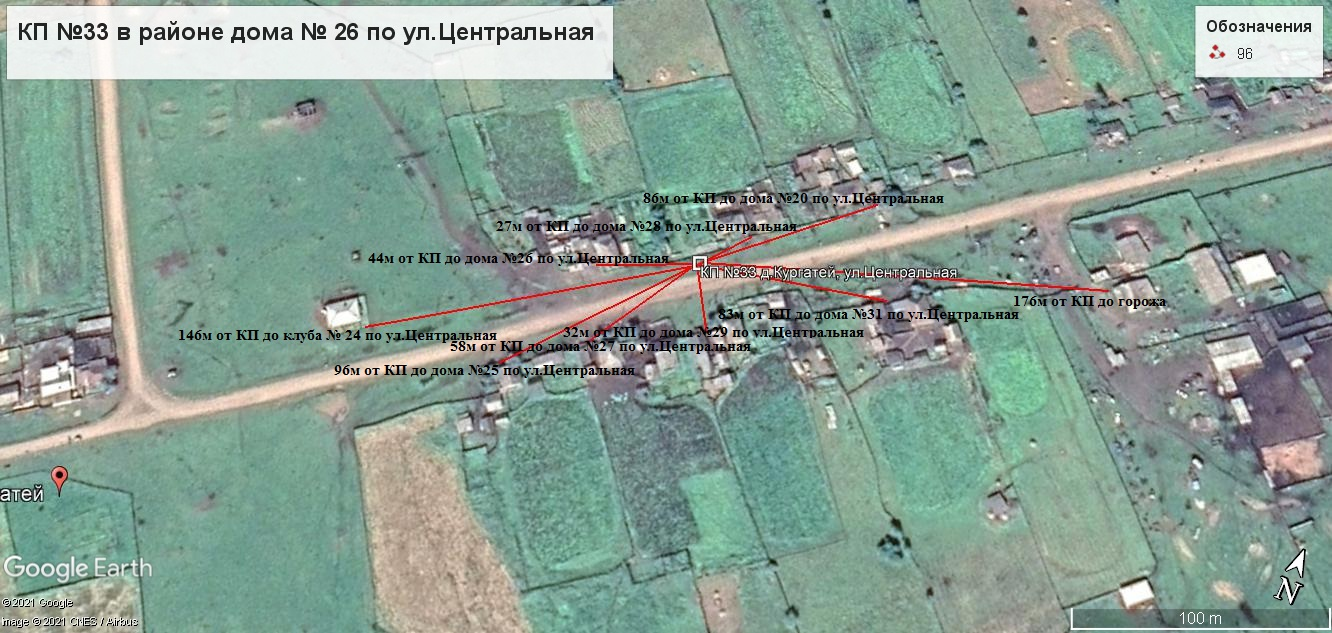 КП №33 в районе дома № 26 по ул.Центральная
Обозначения
96
86м от КП до дома №20 по ул.Центральная
27м от КП до дома №28 по ул.Центральная
44м от КП до дома №26 по ул.Центральная
КП №33 д.Кургатей, ул.Центральная
176м от КП до горожа
83м от КП до дома №31 по ул.Центральная
146м от КП до клуба № 24 по ул.Центральная
32м от КП до дома №29 по ул.Центральная
58м от КП до дома №27 по ул.Центральная
96м от КП до дома №25 по ул.Центральная
атей
Google Earth
©2021 Google
Image © 2021 CNES / Airbus
N
100 m